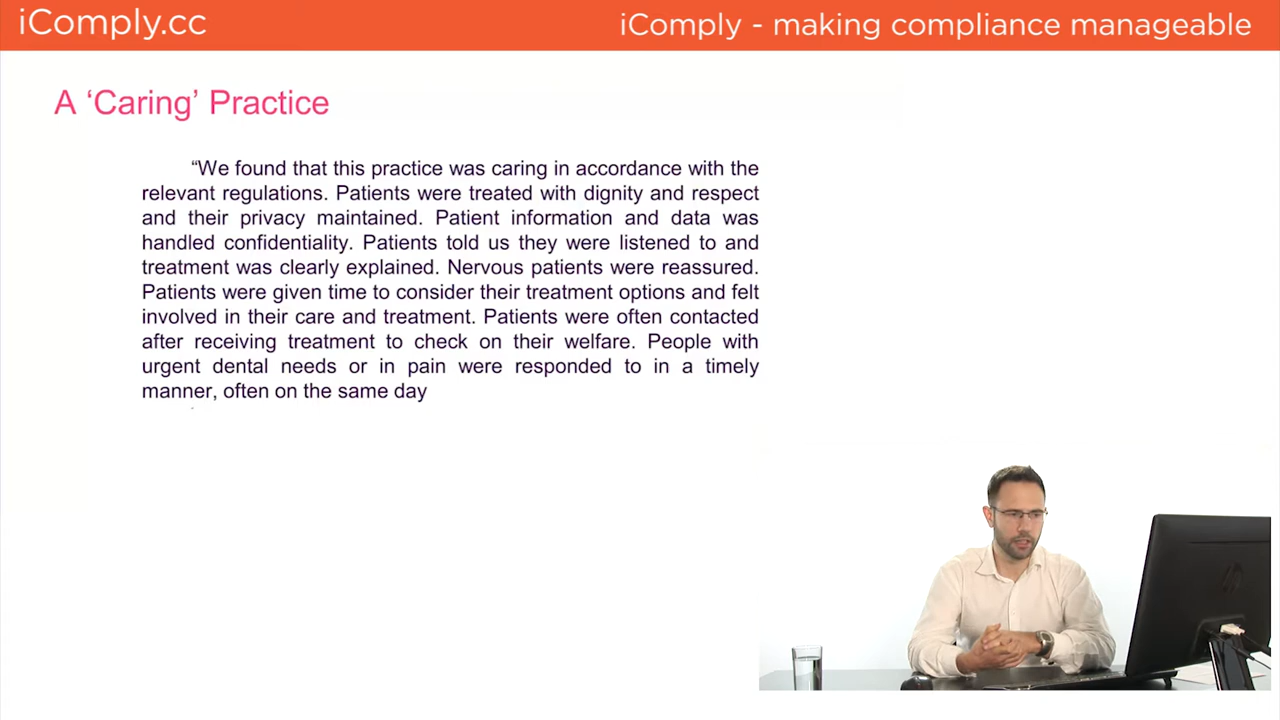 iComply.cc
iComply - making compliance manageable
A ‘Caring’ Practice
“We found that this practice was caring in accordance with the
relevant regulations. Patients were treated with dignity and respect
and their privacy maintained. Patient information and data was
handled confidentiality. Patients told us they were listened to and
treatment was clearly explained. Nervous patients were reassured.
Patients were given time to consider their treatment options and felt
involved in their care and treatment. Patients were often contacted
after receiving treatment to check on their welfare. People with
urgent dental needs or in pain were responded to in a timely
manner, often on the same day